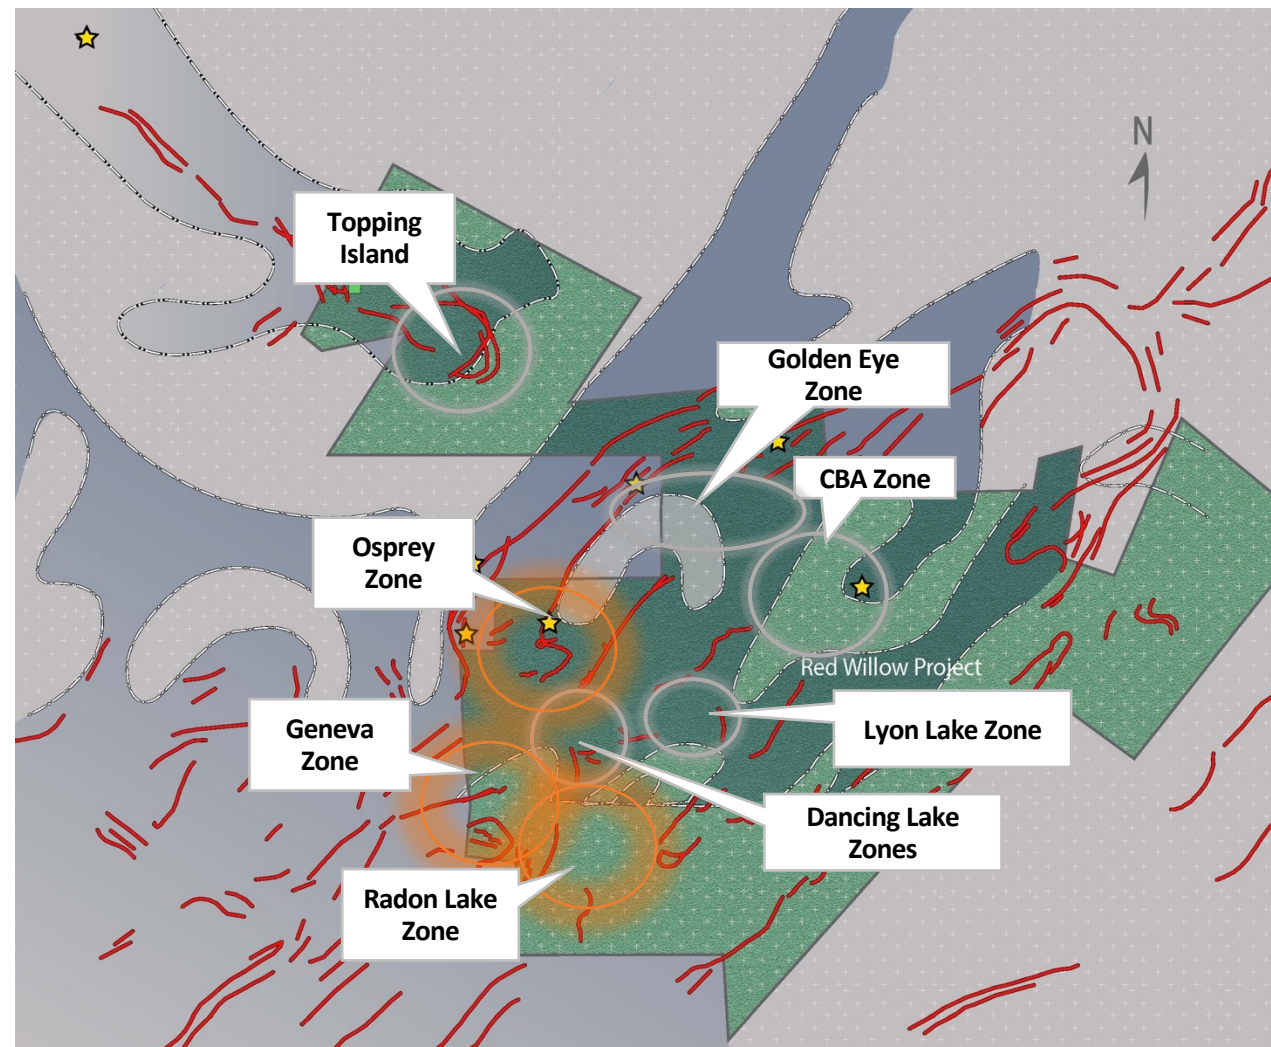 N
Topping
Island
Golden Eye
Zone
CBA Zone
Osprey
Zone
Red Willow Project
Geneva
Zone
Lyon Lake Zone
Dancing Lake
Zones
Radon Lake
Zone